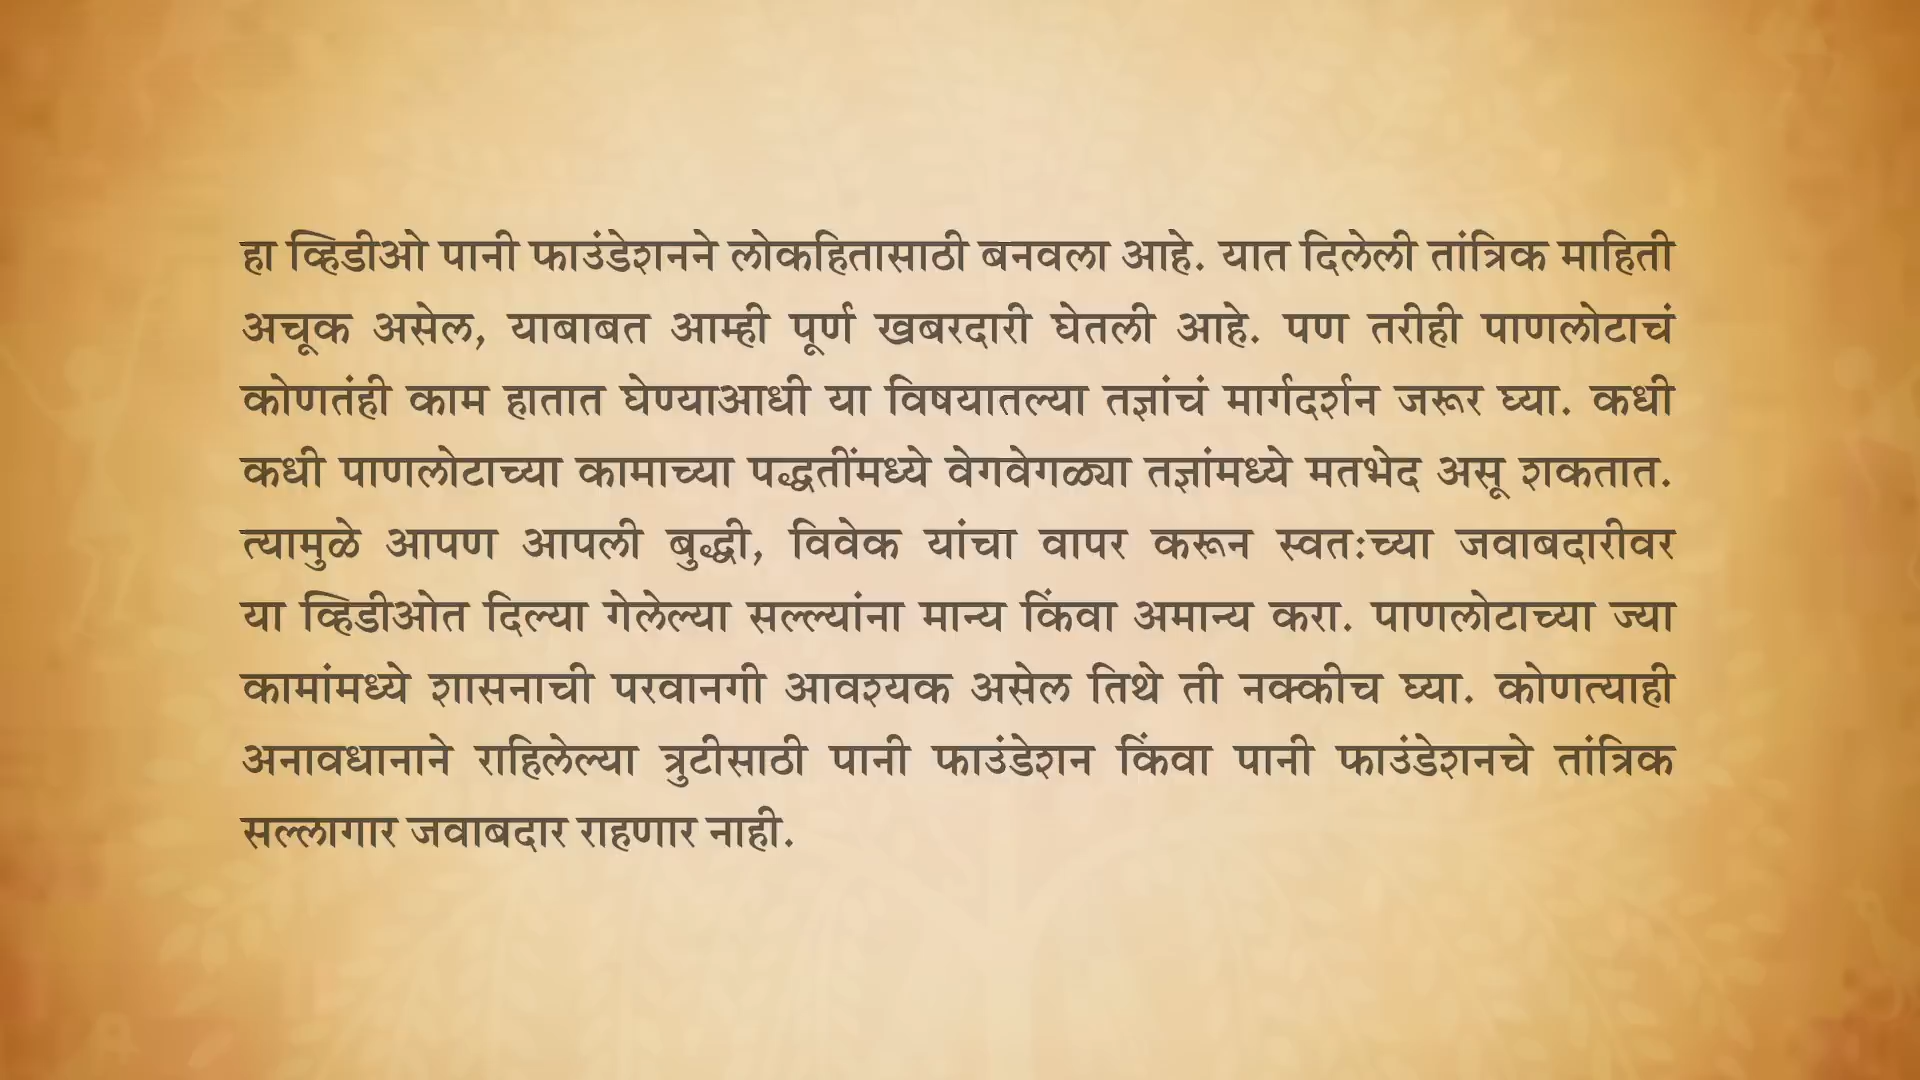 हा व्हिडीओ पानी फाउंडेशनने लोकहितासाठी बनवला आहे. यात दिलेली तांत्रिक माहिती
अचूक असेल, याबाबत आम्ही पूर्ण खबरदारी घेतली आहे. पण तरीही पाणलोटाचं
कोणतंही काम हातात घेण्याआधी या विषयातल्या तज्ञांचं मार्गदर्शन जरूर घ्या. कधी
कधी पाणलोटाच्या कामाच्या पद्धतींमध्ये वेगवेगळ्या तज्ञांमध्ये मतभेद असू शकतात.
त्यामुळे आपण आपली बुद्धी, विवेक यांचा वापर करून स्वतःच्या जवाबदारीवर
या व्हिडीओत दिल्या गेलेल्या सल्ल्यांना मान्य किंवा अमान्य करा. पाणलोटाच्या ज्या
कामांमध्ये शासनाची परवानगी आवश्यक असेल तिथे ती नक्कीच घ्या. कोणत्याही
अनावधानाने राहिलेल्या त्रुटीसाठी पानी फाउंडेशन किंवा पानी फाउंडेशनचे तांत्रिक
सल्लागार जवाबदार राहणार नाही.